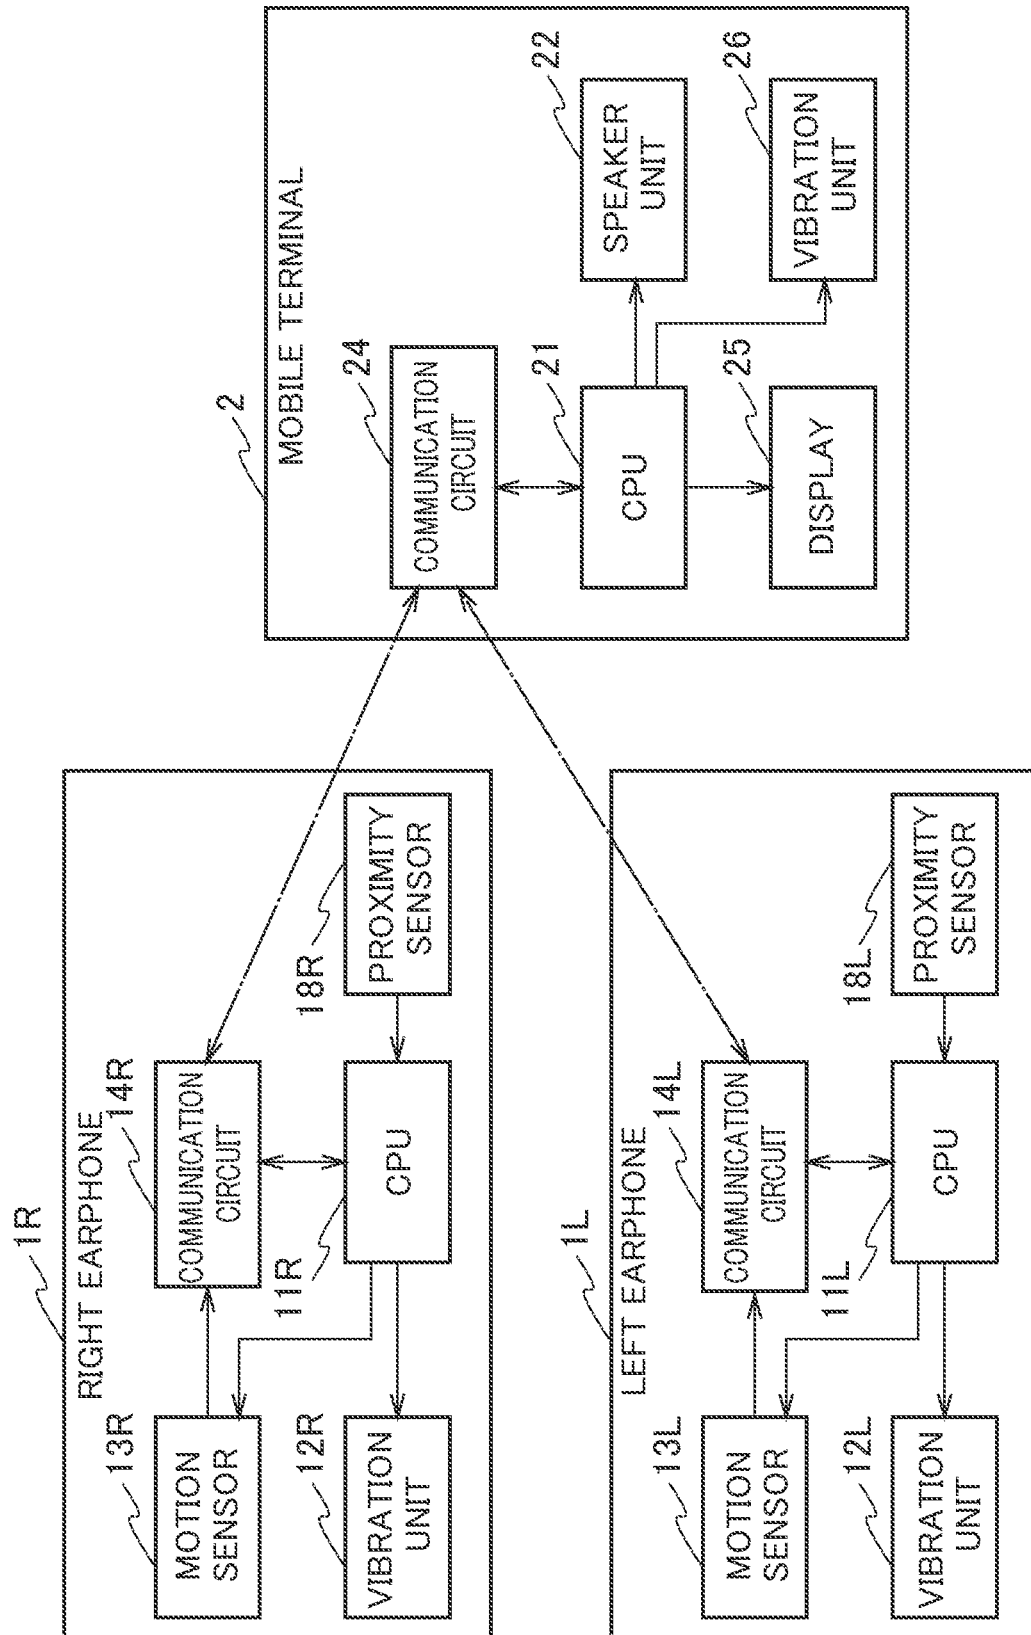 1R
RIGHT EARPHONE
13R
MOTION
SENSOR
14R
COMMUNICATION
CIRCUIT
12R
VIBRATION
UNIT
11R
CPU
18R
PROXIMITY
SENSOR
1L
LEFT EARPHONE
13L
MOTION
SENSOR
14L
COMMUNICATION
CIRCUIT
12L
VIBRATION
UNIT
11L
CPU
18L
PROXIMITY
SENSOR
2
MOBILE TERMINAL
24
COMMUNICATION
CIRCUIT
21
CPU
22
SPEAKER
UNIT
25
DISPLAY
26
VIBRATION
UNIT